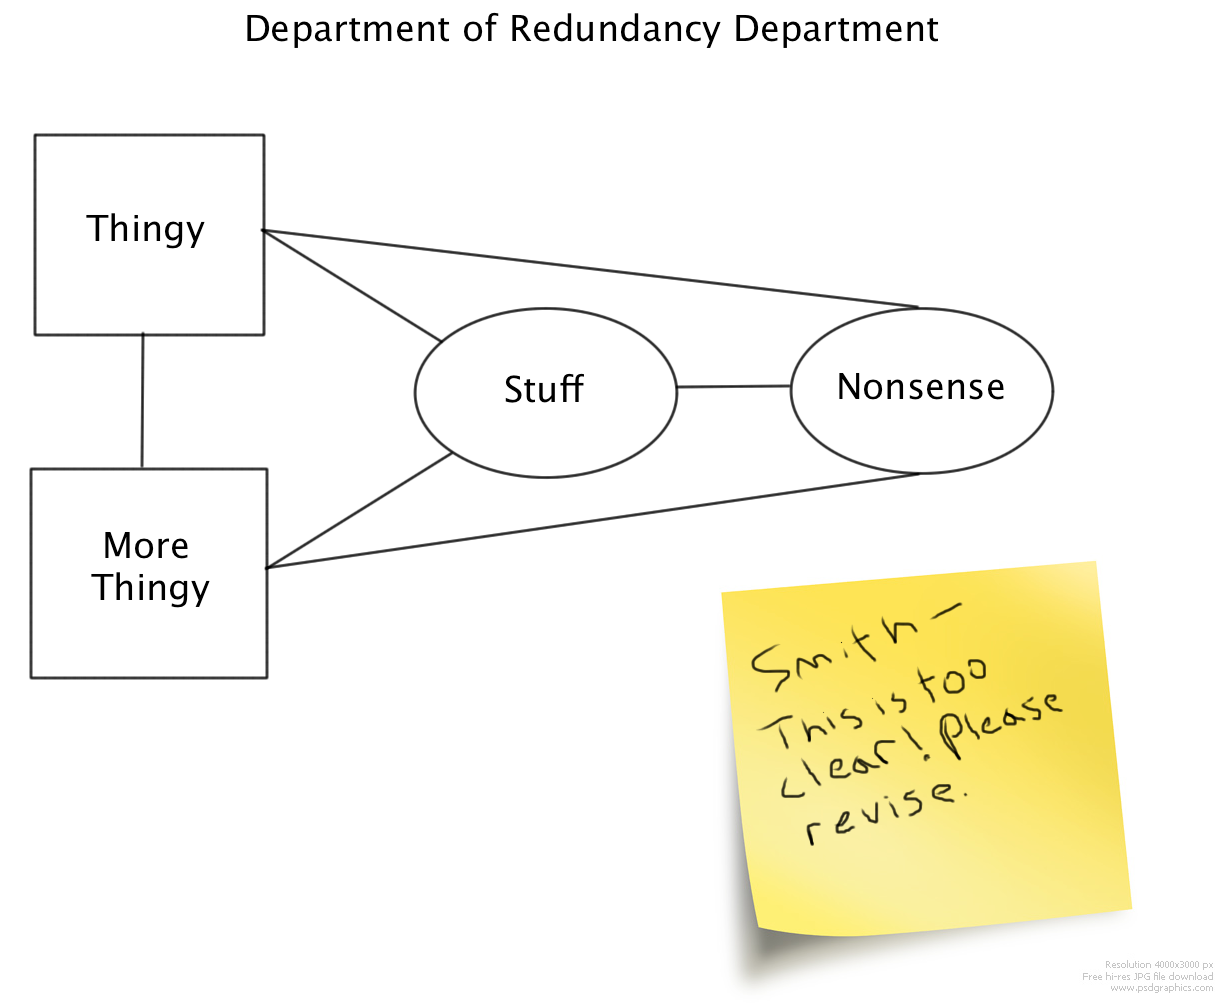 Department of Redundancy Department
Thingy
Stuff
Nonsense
More
Thingy
Smith—
This is too
clear! Please
revise.
Resolution 4000x3000 px
Free hi-res JPG file download
www.psdgraphics.com